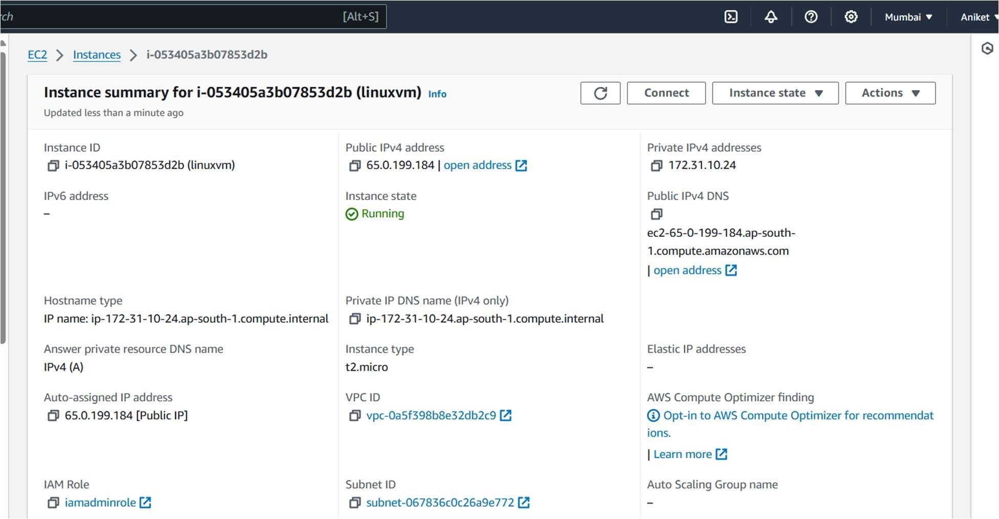 rch [Alt+S] Mumbai Aniket
EC2 Instances i-053405a3b07853d2b
Instance summary for i-053405a3b07853d2b (linuxvm) Info
Updated less than a minute ago
Connect
Instance state
Actions
Instance ID
i-053405a3b07853d2b (linuxvm)
Public IPv4 address
65.0.199.184 | open address
Private IPv4 addresses
172.31.10.24
IPv6 address
–
Instance state
Running
Public IPv4 DNS
ec2-65-0-199-184.ap-south-
1.compute.amazonaws.com
| open address
Hostname type
IP name: ip-172-31-10-24.ap-south-1.compute.internal
Private IP DNS name (IPv4 only)
ip-172-31-10-24.ap-south-1.compute.internal
Answer private resource DNS name
IPv4 (A)
Instance type
t2.micro
Elastic IP addresses
–
Auto-assigned IP address
65.0.199.184 [Public IP]
VPC ID
vpc-0a5f398b8e32db2c9
AWS Compute Optimizer finding
Opt-in to AWS Compute Optimizer for recommendat
ions.
| Learn more
IAM Role
iamadminrole
Subnet ID
subnet-067836c0c26a9e772
Auto Scaling Group name
–